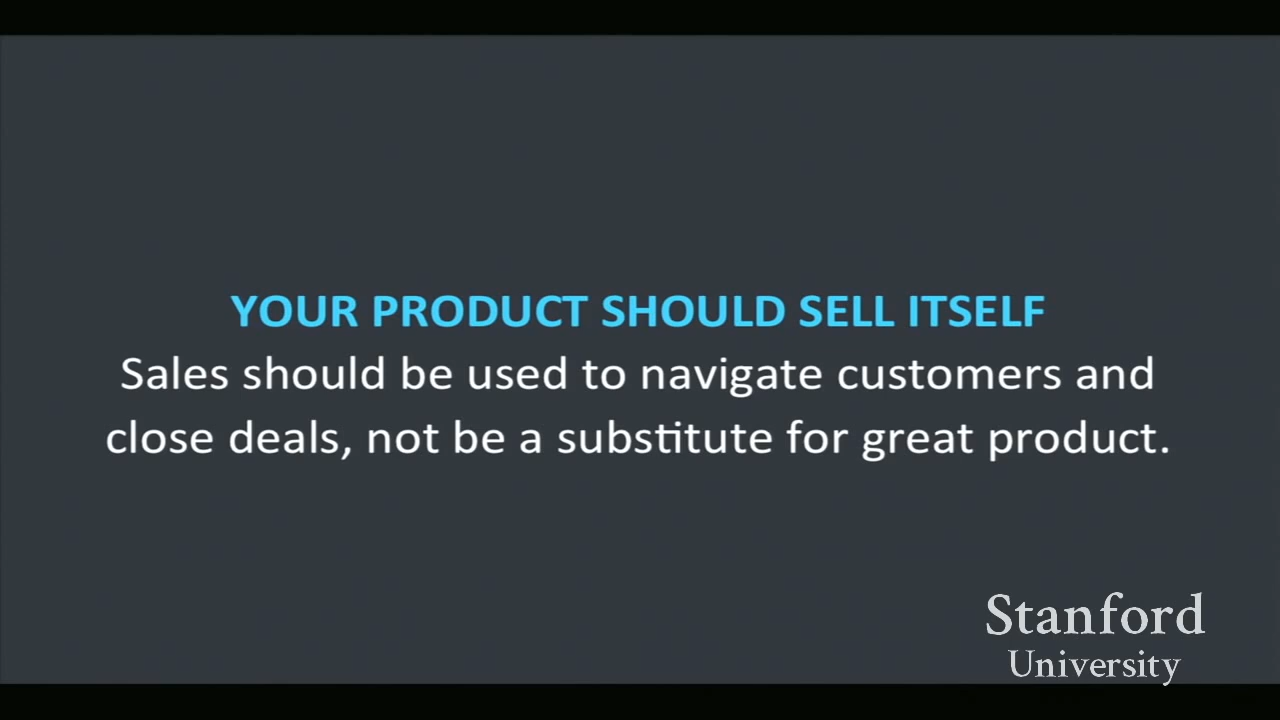 YOUR PRODUCT SHOULD SELL ITSELF
Sales should be used to navigate customers and
close deals, not be a substitute for great product.
Stanford
University